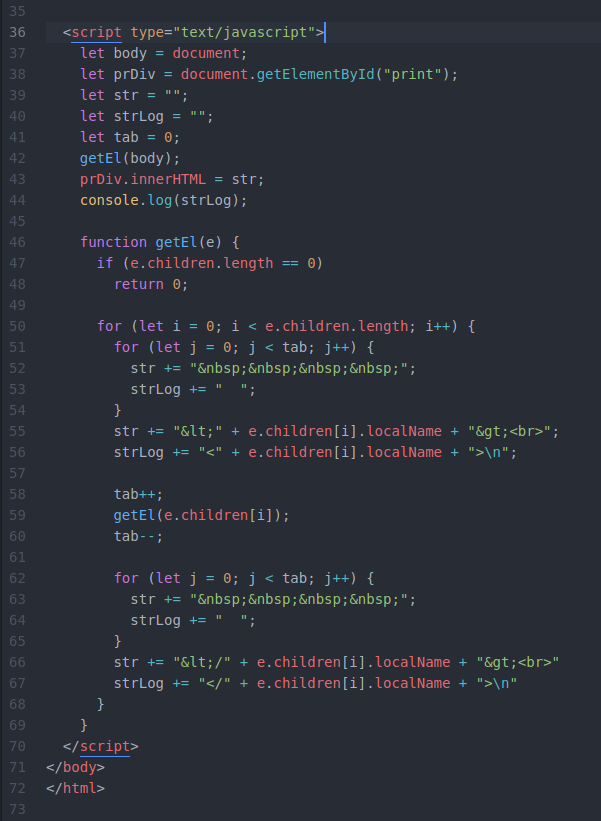 35
36   <script type="text/javascript">
37     let body = document;
38     let prDiv = document.getElementById("print");
39     let str = "";
40     let strLog = "";
41     let tab = 0;
42     getEl(body);
43     prDiv.innerHTML = str;
44     console.log(strLog);
45
46     function getEl(e) {
47       if (e.children.length == 0)
48         return 0;
49
50       for (let i = 0; i < e.children.length; i++) {
51         for (let j = 0; j < tab; j++) {
52           str += "&nbsp;&nbsp;&nbsp;&nbsp;";
53           strLog += "  ";
54         }
55         str += "&lt;" + e.children[i].localName + "&gt;<br>";
56         strLog += "<" + e.children[i].localName + ">\n";
57
58         tab++;
59         getEl(e.children[i]);
60         tab--;
61
62         for (let j = 0; j < tab; j++) {
63           str += "&nbsp;&nbsp;&nbsp;&nbsp;";
64           strLog += "  ";
65         }
66         str += "&lt;/" + e.children[i].localName + "&gt;<br>"
67         strLog += "</" + e.children[i].localName + ">\n"
68       }
69     }
70   </script>
71 </body>
72 </html>
73